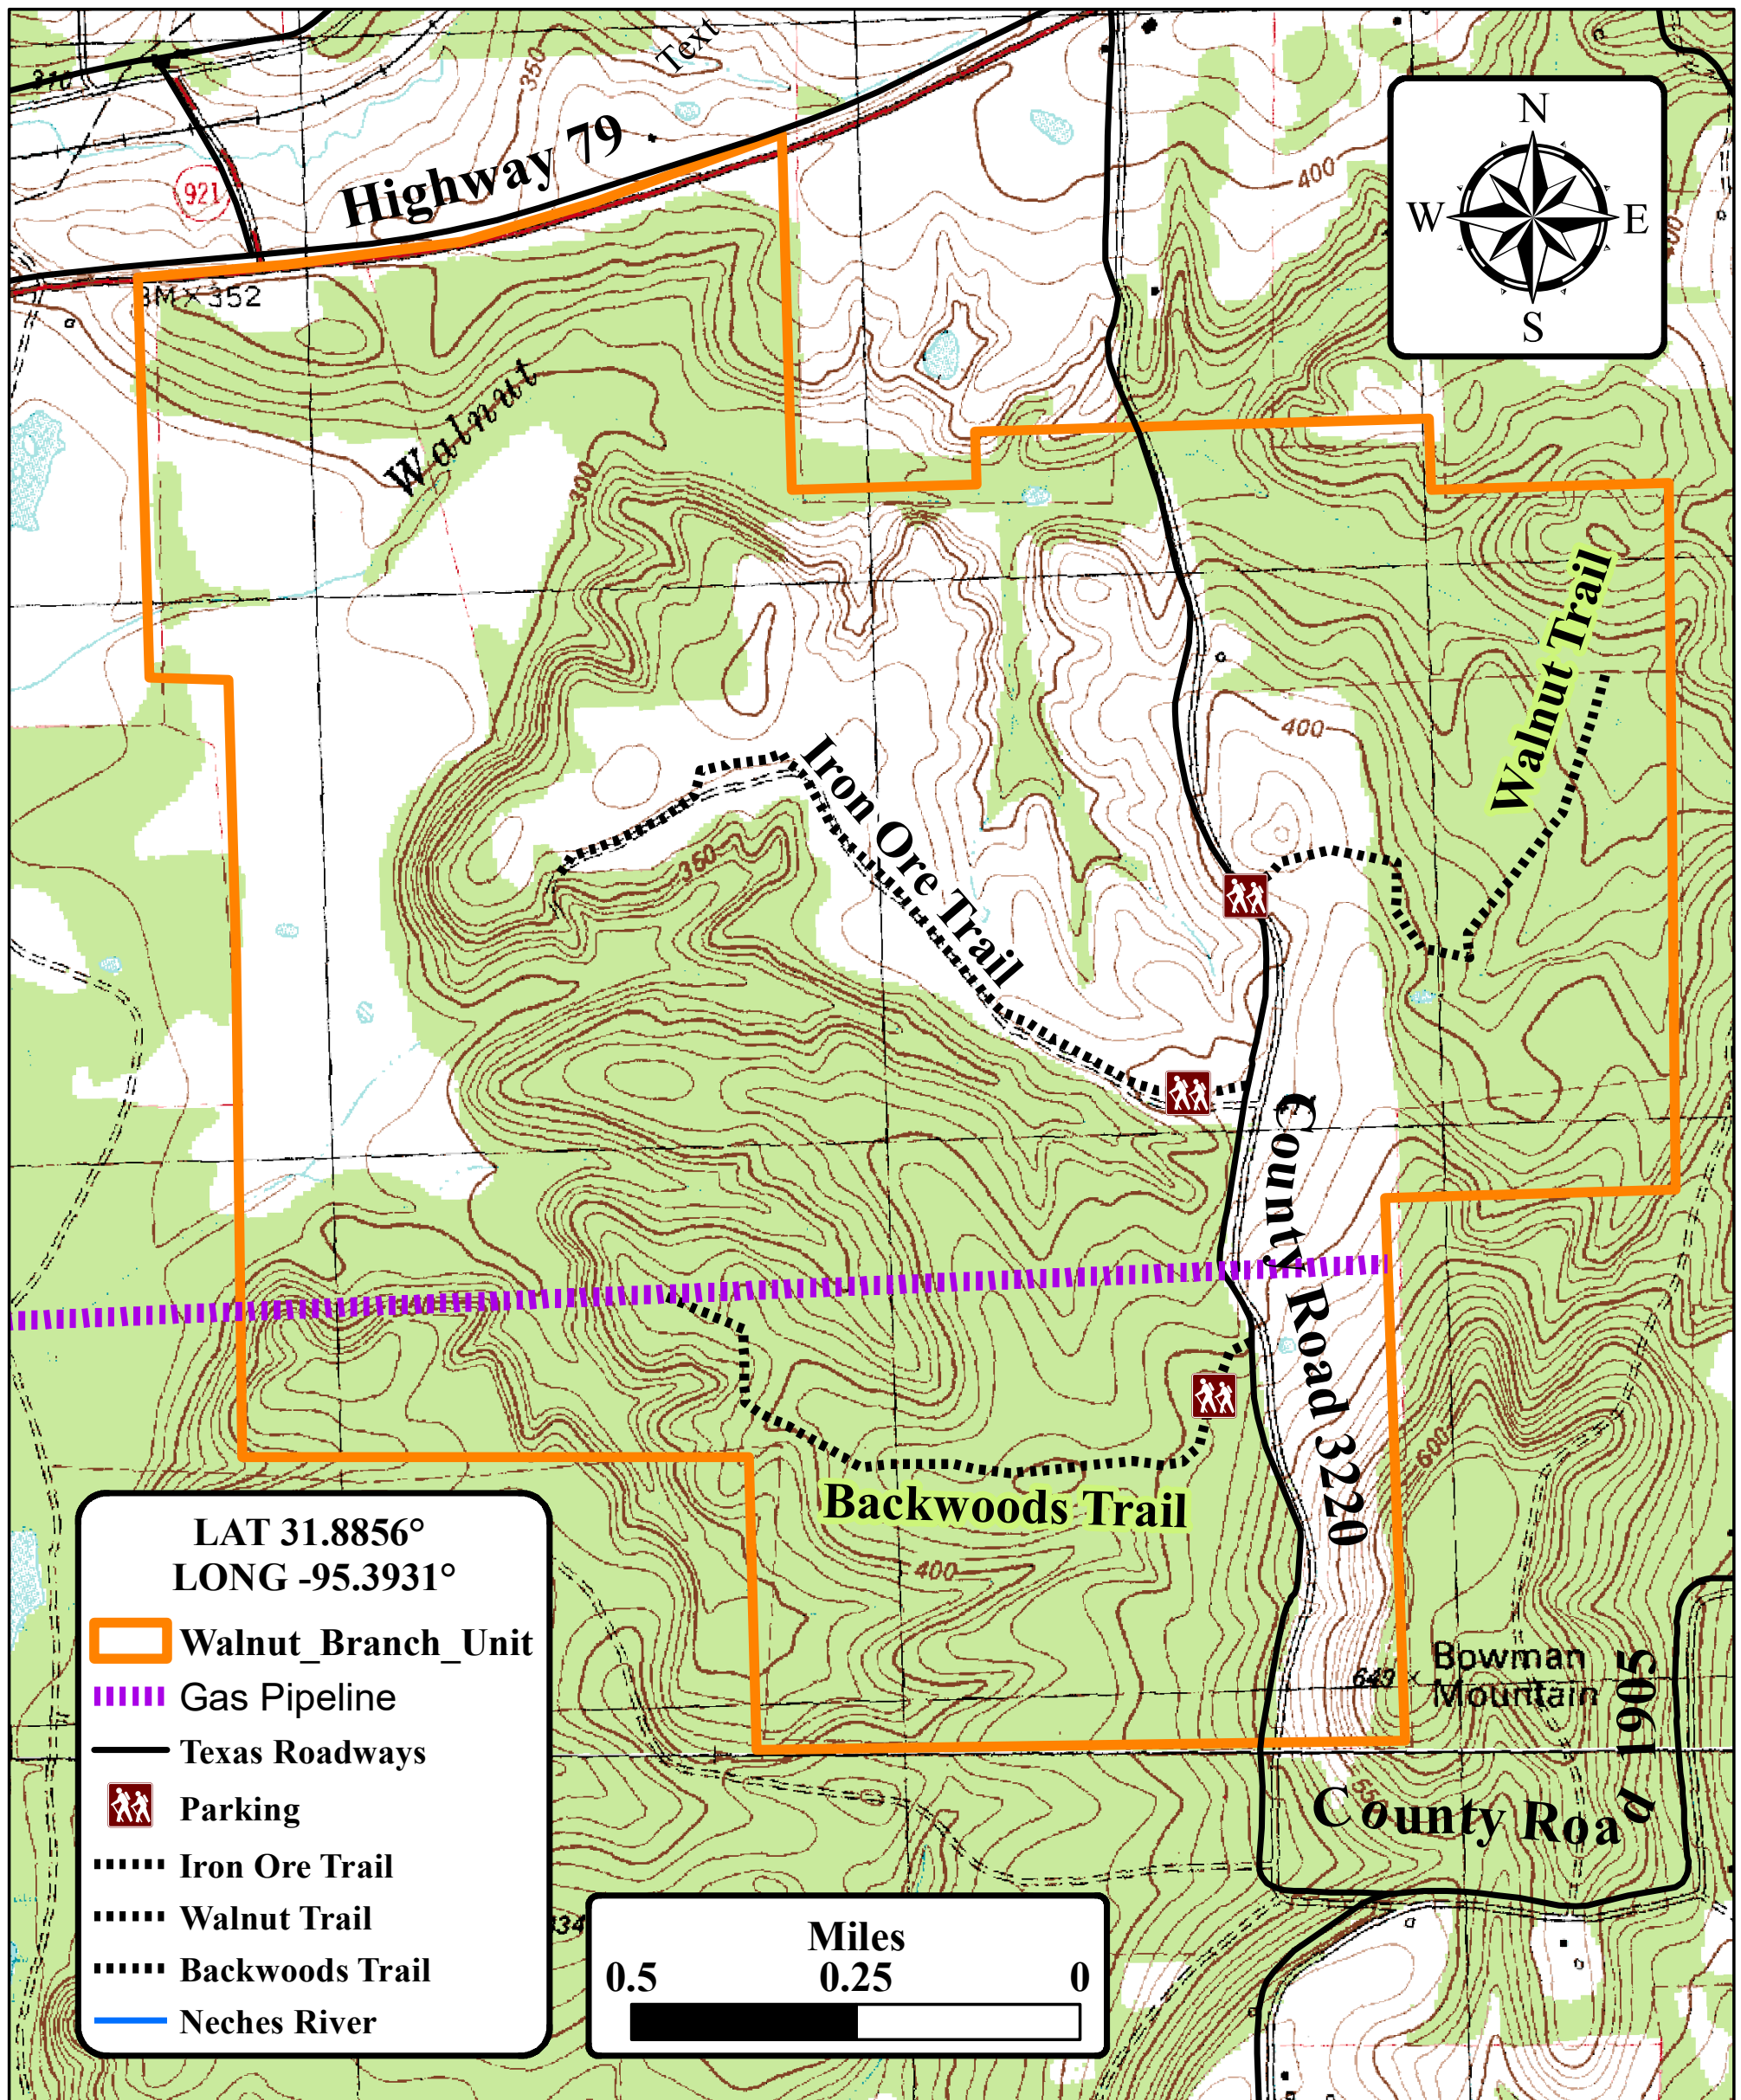 Text
350
310
Highway 79
921
400
N
W
E
S
352
Walnut
300
Walnut Trail
400
Iron Ore Trail
350
County Road 3220
350
Backwoods Trail
600
400
649
Bowman
Mountain
County Road 1905
LAT 31.8856°
LONG -95.3931°
Walnut_Branch_Unit
Gas Pipeline
Texas Roadways
Parking
Iron Ore Trail
Walnut Trail
Backwoods Trail
Neches River
Miles
0.5 0.25 0